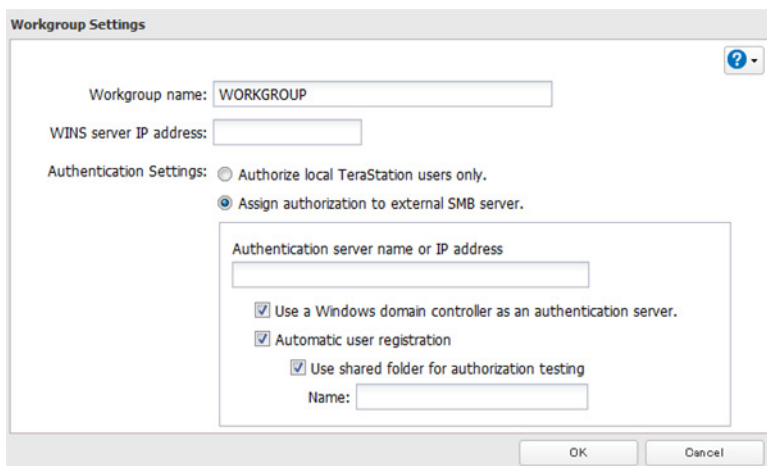 Workgroup Settings
?
Workgroup name: WORKGROUP
WINS server IP address:
Authentication Settings: Authorize local TeraStation users only.
Assign authorization to external SMB server.
Authentication server name or IP address
Use a Windows domain controller as an authentication server.
Automatic user registration
Use shared folder for authorization testing
Name:
OK Cancel